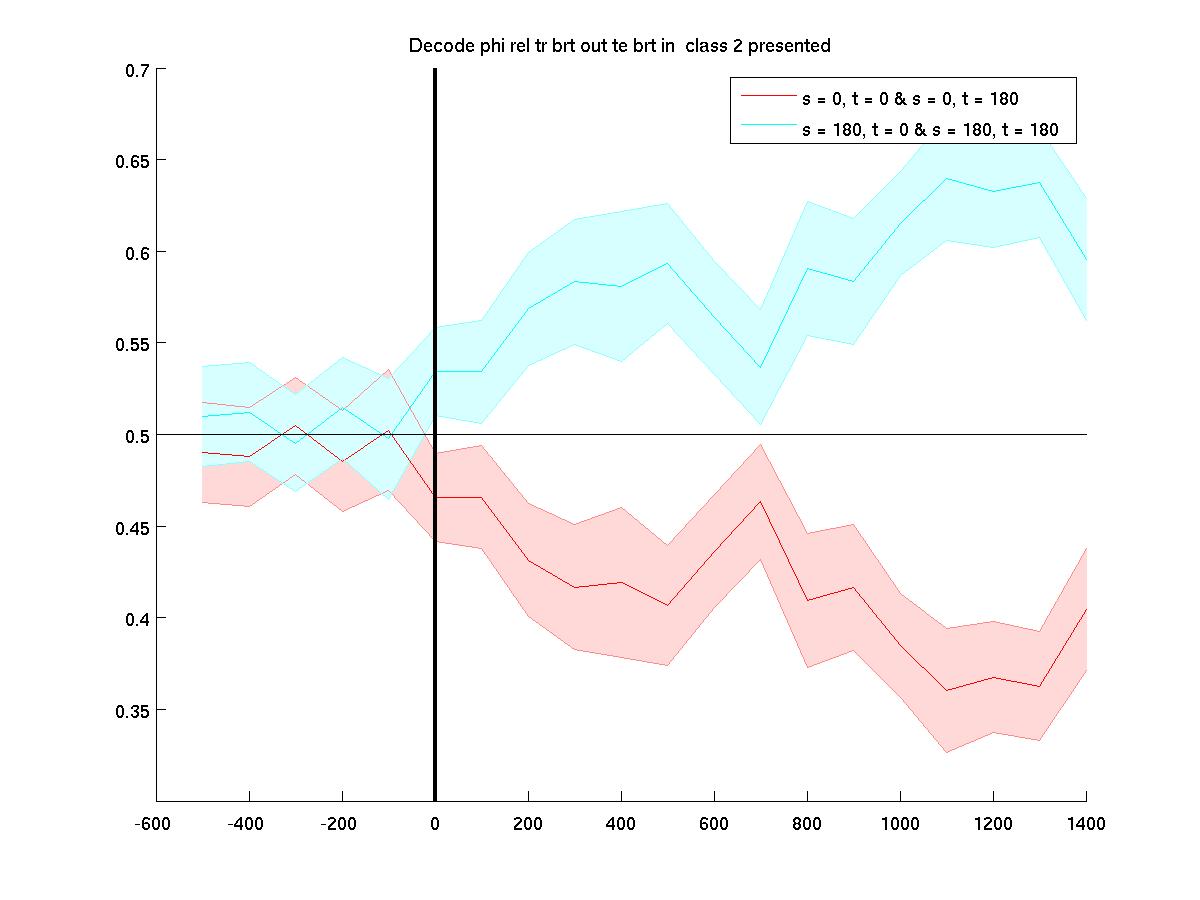 Decode phi rel tr brt out te brt in  class 2 presented
s = 0, t = 0 & s = 0, t = 180
s = 180, t = 0 & s = 180, t = 180
0.7
0.65
0.6
0.55
0.5
0.45
0.4
0.35
-600 -400 -200 0 200 400 600 800 1000 1200 1400